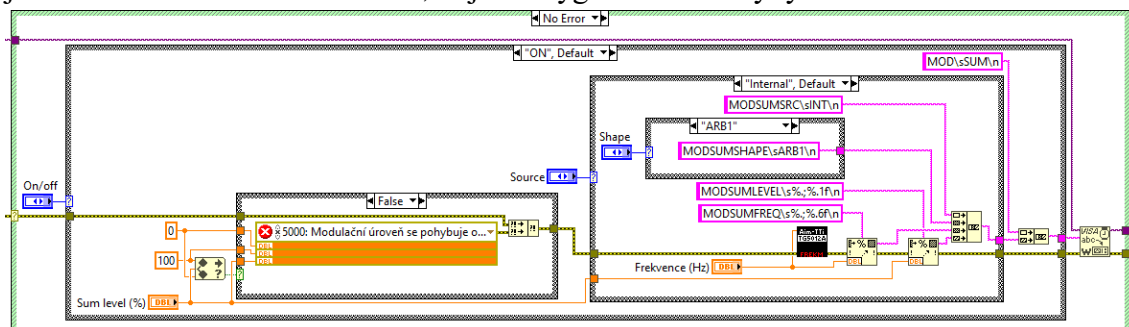 No Error
"ON", Default
MOD\sSUM\n
"Internal", Default
MODSUMSRC\sINT\n
"ARB1"
Shape
MODSUMSHAPE\sARB1\n
Source
On/off
MODSUMLEVEL\s%.;%.1f\n
False
MODSUMFREQ\s%.;%.6f\n
0
5000: Modulační úroveň se pohybuje o...
DBL
DBL
DBL
Aim-TTi
TG5012A
VISA
abc
W
100
Frekvence (Hz)
DBL
DBL
DBL
Sum level (%)
DBL